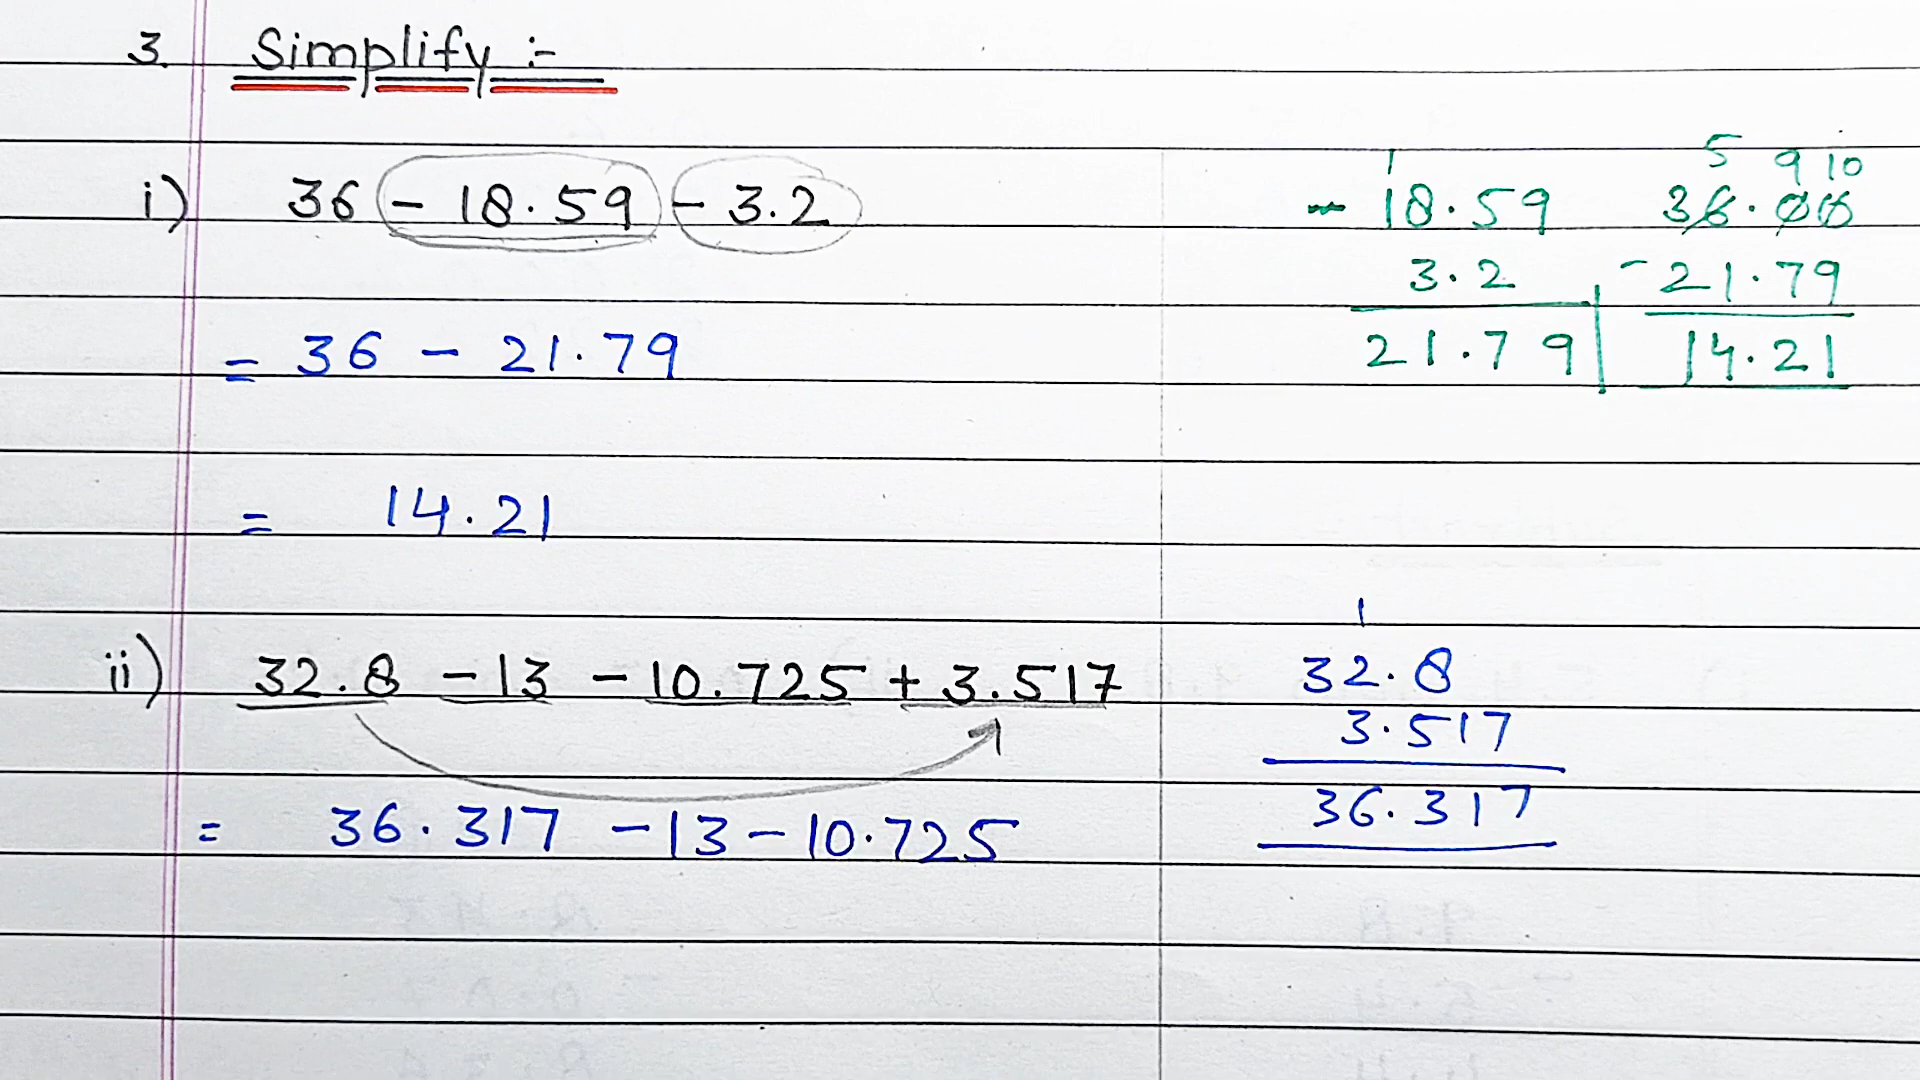 3. Simplify :-
i) 36 - 18.59 - 3.2
= 36 - 21.79
= 14.21
1
- 18.59
3.2
21.79
5 9 10
36.00
- 21.79
14.21
ii) 32.8 - 13 - 10.725 + 3.517
= 36.317 - 13 - 10.725
1
32.8
3.517
36.317